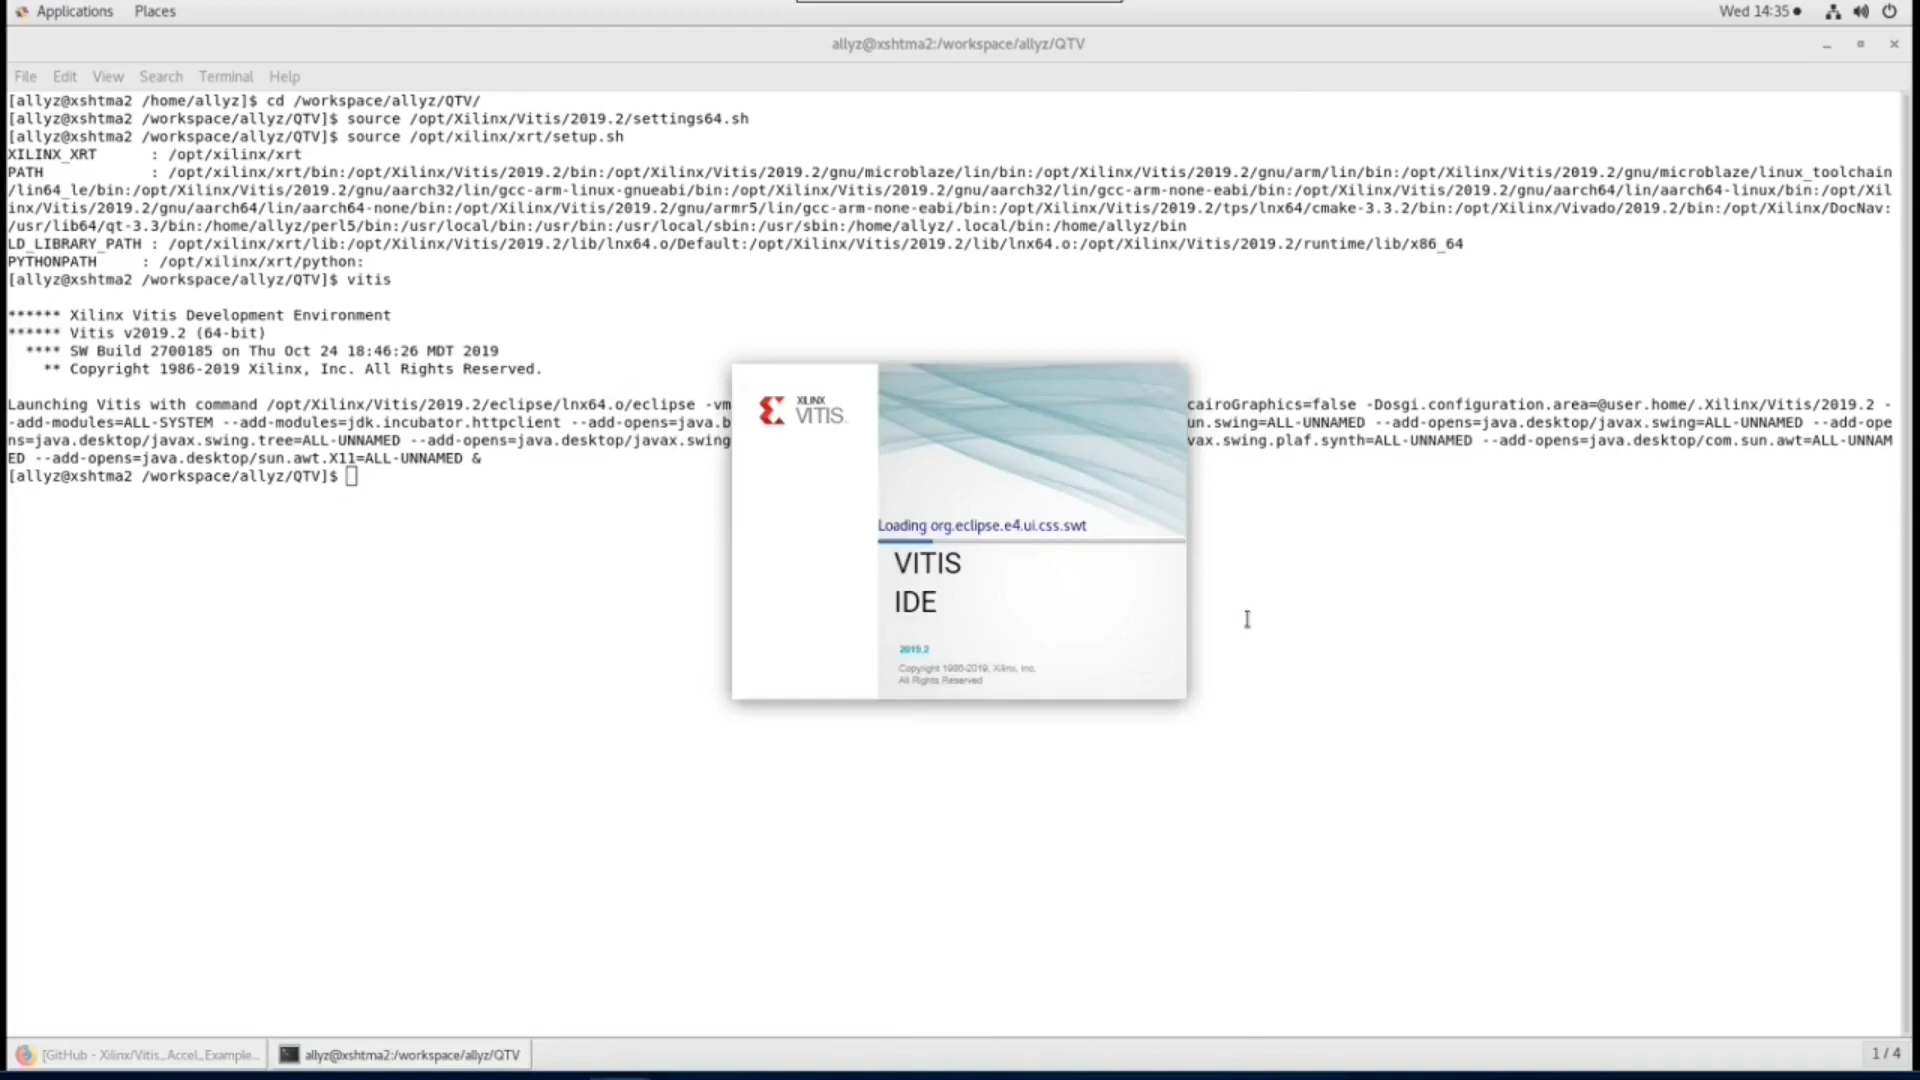 Applications Places Wed 14:35
allyz@xshtma2:/workspace/allyz/QTV
File Edit View Search Terminal Help
[allyz@xshtma2 /home/allyz]$ cd /workspace/allyz/QTV/
[allyz@xshtma2 /workspace/allyz/QTV]$ source /opt/Xilinx/Vitis/2019.2/settings64.sh
[allyz@xshtma2 /workspace/allyz/QTV]$ source /opt/xilinx/xrt/setup.sh
XILINX_XRT : /opt/xilinx/xrt
PATH : /opt/xilinx/xrt/bin:/opt/Xilinx/Vitis/2019.2/bin:/opt/Xilinx/Vitis/2019.2/gnu/microblaze/lin/bin:/opt/Xilinx/Vitis/2019.2/gnu/arm/lin/bin:/opt/Xilinx/Vitis/2019.2/gnu/microblaze/linux_toolchain
/lin64_le/bin:/opt/Xilinx/Vitis/2019.2/gnu/aarch32/lin/gcc-arm-linux-gnueabi/bin:/opt/Xilinx/Vitis/2019.2/gnu/aarch32/lin/gcc-arm-none-eabi/bin:/opt/Xilinx/Vitis/2019.2/gnu/aarch64/lin/aarch64-linux/bin:/opt/Xil
inx/Vitis/2019.2/gnu/aarch64/lin/aarch64-none/bin:/opt/Xilinx/Vitis/2019.2/gnu/armr5/lin/gcc-arm-none-eabi/bin:/opt/Xilinx/Vitis/2019.2/tps/lnx64/cmake-3.3.2/bin:/opt/Xilinx/Vivado/2019.2/bin:/opt/Xilinx/DocNav:
/usr/lib64/qt-3.3/bin:/home/allyz/perl5/bin:/usr/local/bin:/usr/bin:/usr/local/sbin:/usr/sbin:/home/allyz/.local/bin:/home/allyz/bin
LD_LIBRARY_PATH : /opt/xilinx/xrt/lib:/opt/Xilinx/Vitis/2019.2/lib/lnx64.o/Default:/opt/Xilinx/Vitis/2019.2/lib/lnx64.o:/opt/Xilinx/Vitis/2019.2/runtime/lib/x86_64
PYTHONPATH : /opt/xilinx/xrt/python:
[allyz@xshtma2 /workspace/allyz/QTV]$ vitis
****** Xilinx Vitis Development Environment
****** Vitis v2019.2 (64-bit)
**** SW Build 2700185 on Thu Oct 24 18:46:26 MDT 2019
** Copyright 1986-2019 Xilinx, Inc. All Rights Reserved.
Launching Vitis with command /opt/Xilinx/Vitis/2019.2/eclipse/lnx64.o/eclipse -vm cairoGraphics=false -Dosgi.configuration.area=@user.home/.Xilinx/Vitis/2019.2 -
-add-modules=ALL-SYSTEM --add-modules=jdk.incubator.httpclient --add-opens=java.b un.swing=ALL-UNNAMED --add-opens=java.desktop/javax.swing=ALL-UNNAMED --add-ope
ns=java.desktop/javax.swing.tree=ALL-UNNAMED --add-opens=java.desktop/javax.swing vax.swing.plaf.synth=ALL-UNNAMED --add-opens=java.desktop/com.sun.awt=ALL-UNNAM
ED --add-opens=java.desktop/sun.awt.X11=ALL-UNNAMED &
[allyz@xshtma2 /workspace/allyz/QTV]$
XILINX
VITIS
Loading org.eclipse.e4.ui.css.swt
VITIS
IDE
2019.2
Copyright 1986-2019, Xilinx, Inc.
All Rights Reserved
[GitHub - Xilinx/Vitis_Accel_Example... allyz@xshtma2:/workspace/allyz/QTV 1 / 4